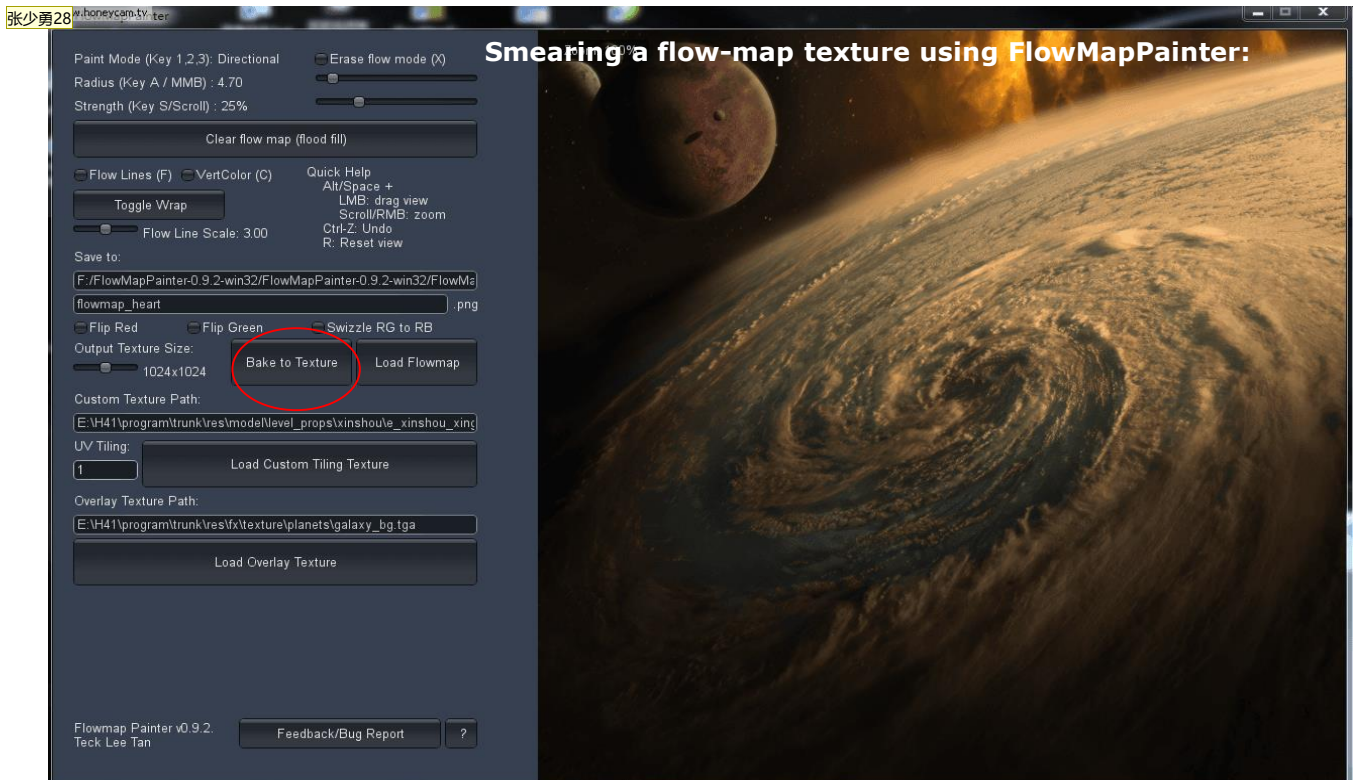 张少勇28
w.honeycam.tv
Smearing a flow-map texture using FlowMapPainter:
Paint Mode (Key 1,2,3): Directional
Erase flow mode (X)
Radius (Key A / MMB) : 4.70
Strength (Key S/Scroll) : 25%
Clear flow map (flood fill)
Flow Lines (F)
VertColor (C)
Quick Help
Alt/Space +
LMB: drag view
Scroll/RMB: zoom
Ctrl-Z: Undo
R: Reset view
Toggle Wrap
Flow Line Scale: 3.00
Save to:
F:/FlowMapPainter-0.9.2-win32/FlowMapPainter-0.9.2-win32/FlowMa
flowmap_heart
.png
Flip Red
Flip Green
Swizzle RG to RB
Output Texture Size:
1024x1024
Bake to Texture
Load Flowmap
Custom Texture Path:
E:\H41\program\trunk\res\model\level_props\xinshou\e_xinshou_xing
UV Tiling:
1
Load Custom Tiling Texture
Overlay Texture Path:
E:\H41\program\trunk\res\fx\texture\planets\galaxy_bg.tga
Load Overlay Texture
Flowmap Painter v0.9.2.
Teck Lee Tan
Feedback/Bug Report
?